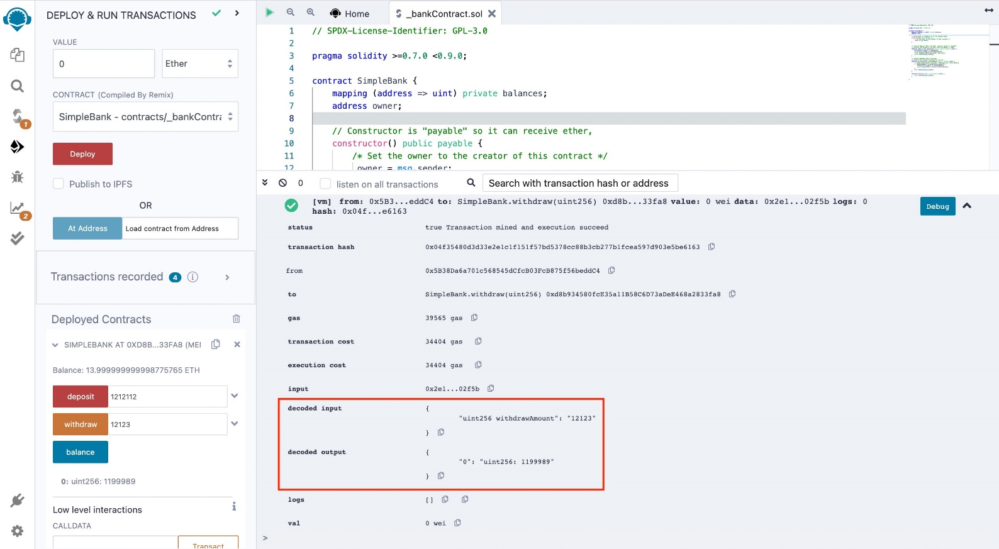 DEPLOY & RUN TRANSACTIONS
VALUE
0
Ether
CONTRACT (Compiled By Remix)
SimpleBank - contracts/_bankContra
Deploy
Publish to IPFS
OR
At Address
Load contract from Address
Transactions recorded 4 i
Deployed Contracts
SIMPLEBANK AT 0XD8B...33FA8 (MEI
Balance: 13.999999999998775765 ETH
deposit
1212112
withdraw
12123
balance
0: uint256: 1199989
Low level interactions
i
CALLDATA
Transact
1
2
Home
_bankContract.sol
1 // SPDX-License-Identifier: GPL-3.0
2
3 pragma solidity >=0.7.0 <0.9.0;
4
5 contract SimpleBank {
6 mapping (address => uint) private balances;
7 address owner;
8
9 // Constructor is "payable" so it can receive ether,
10 constructor() public payable {
11 /* Set the owner to the creator of this contract */
12 owner = msg.sender;
0
listen on all transactions
Search with transaction hash or address
[vm] from: 0x5B3...eddC4 to: SimpleBank.withdraw(uint256) 0xd8b...33fa8 value: 0 wei data: 0x2e1...02f5b logs: 0
hash: 0x04f...e6163
Debug
status true Transaction mined and execution succeed
transaction hash 0x04f35480d3d33e2e1c1f151f57bd5378cc88b3cb277b1fcea597d903e5be6163
from 0x5B38Da6a701c568545dCfcB03FcB875f56beddC4
to SimpleBank.withdraw(uint256) 0xd8b934580fcE35a11B58C6D73aDeE468a2833fa8
gas 39565 gas
transaction cost 34404 gas
execution cost 34404 gas
input 0x2e1...02f5b
decoded input {
"uint256 withdrawAmount": "12123"
}
decoded output {
"0": "uint256: 1199989"
}
logs []
val 0 wei
>